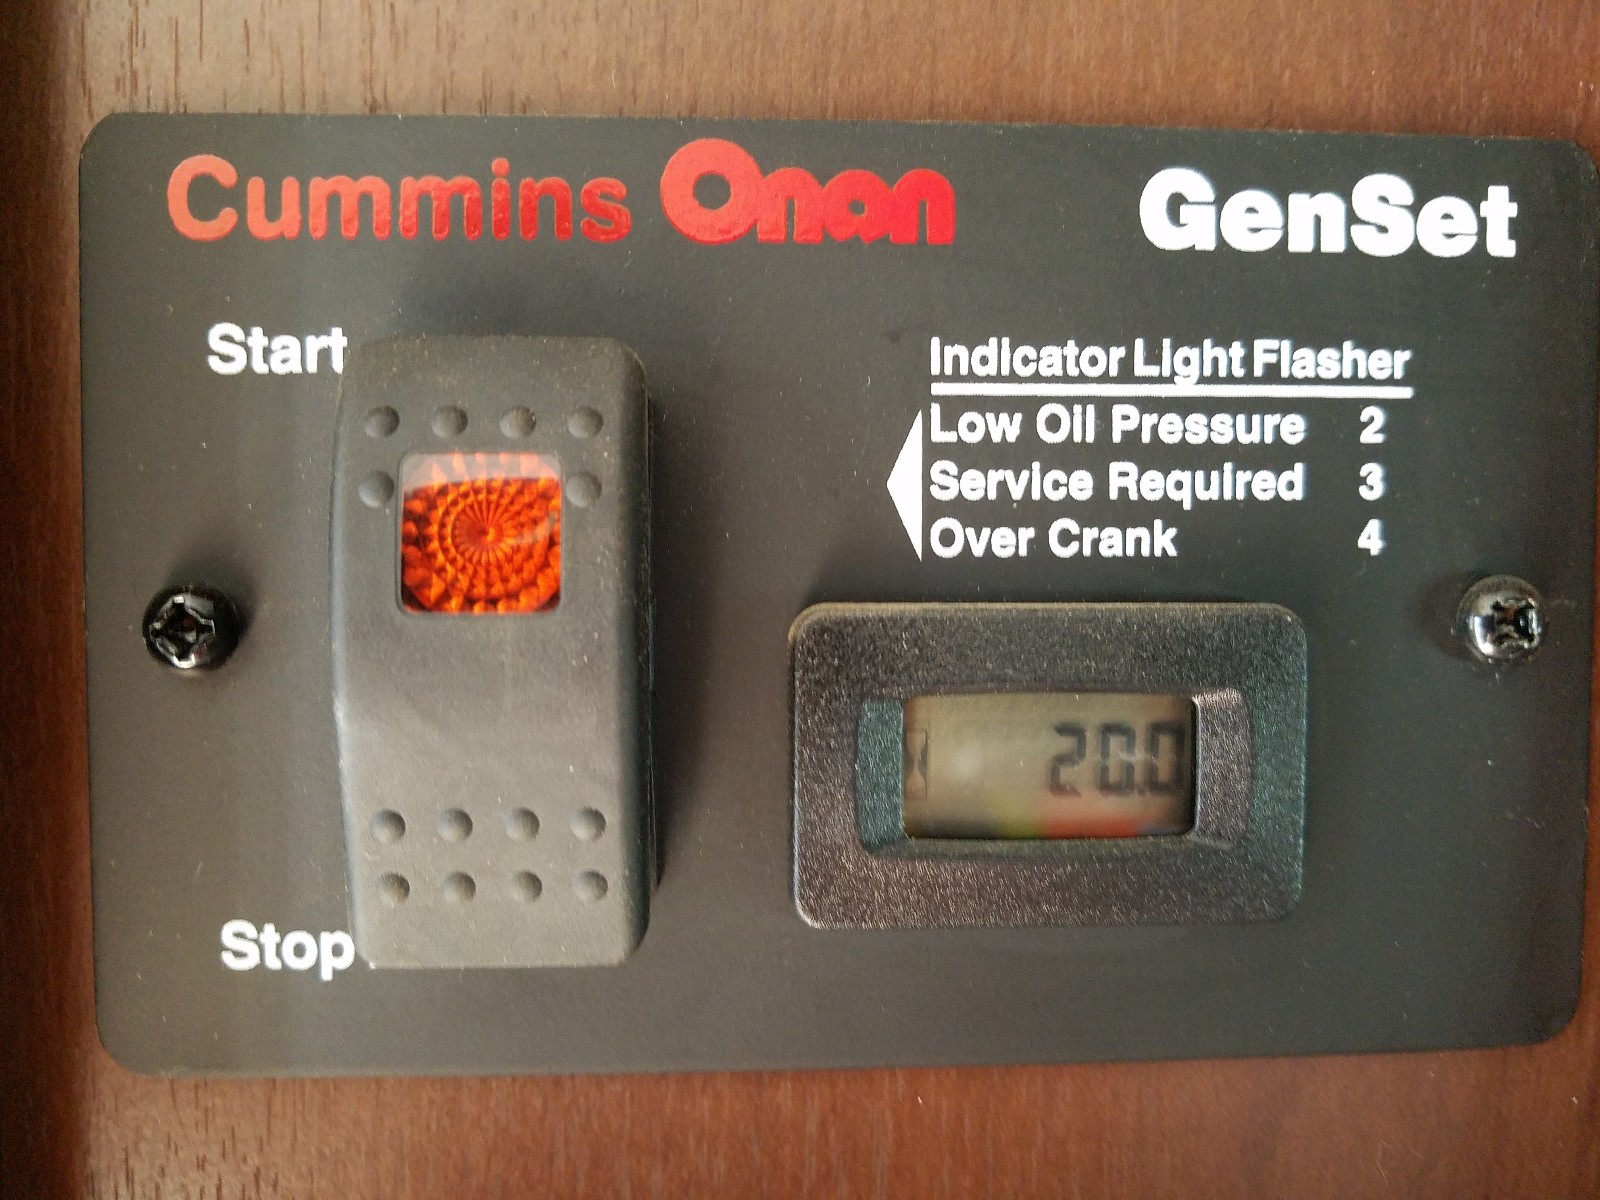 Cummins Onan GenSet
Start
Indicator Light Flasher
Low Oil Pressure 2
Service Required 3
Over Crank 4
20.0
Stop